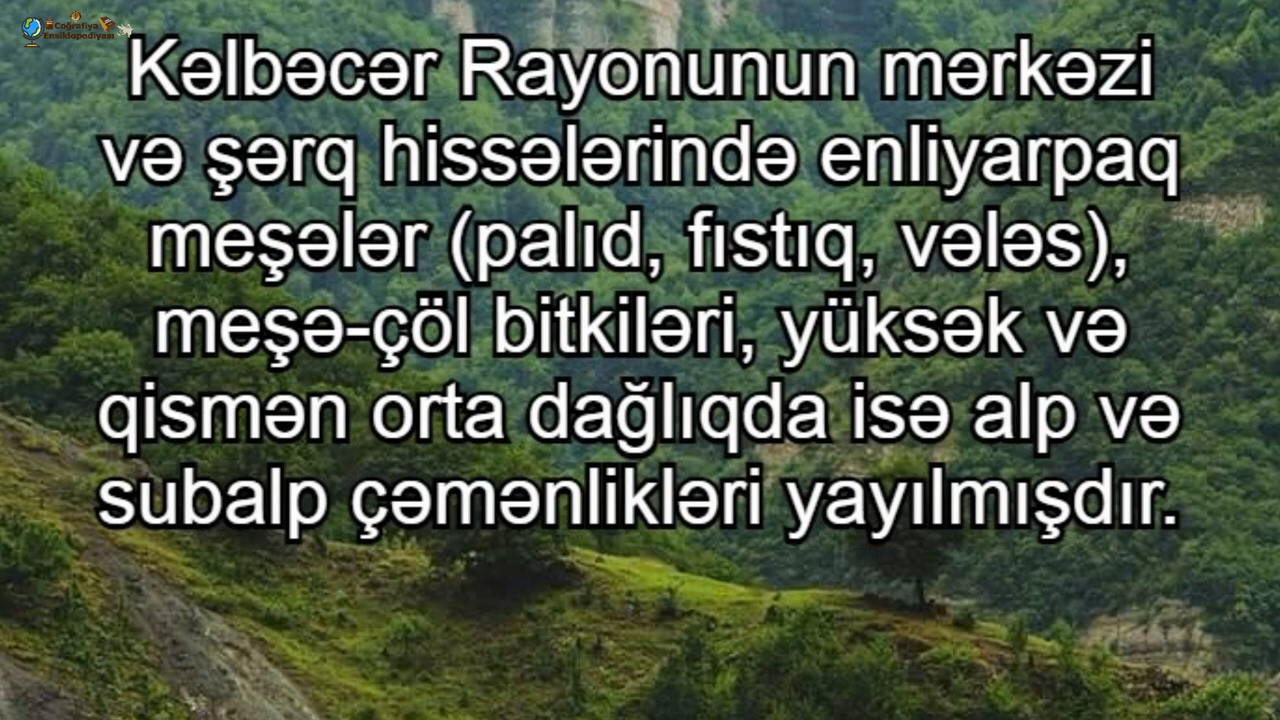 Coğrafiya
Ensiklopediyası
Kəlbəcər Rayonunun mərkəzi
və şərq hissələrində enliyarpaq
meşələr (palıd, fıstıq, vələs),
meşə-çöl bitkiləri, yüksək və
qismən orta dağlıqda isə alp və
subalp çəmənlikləri yayılmışdır.